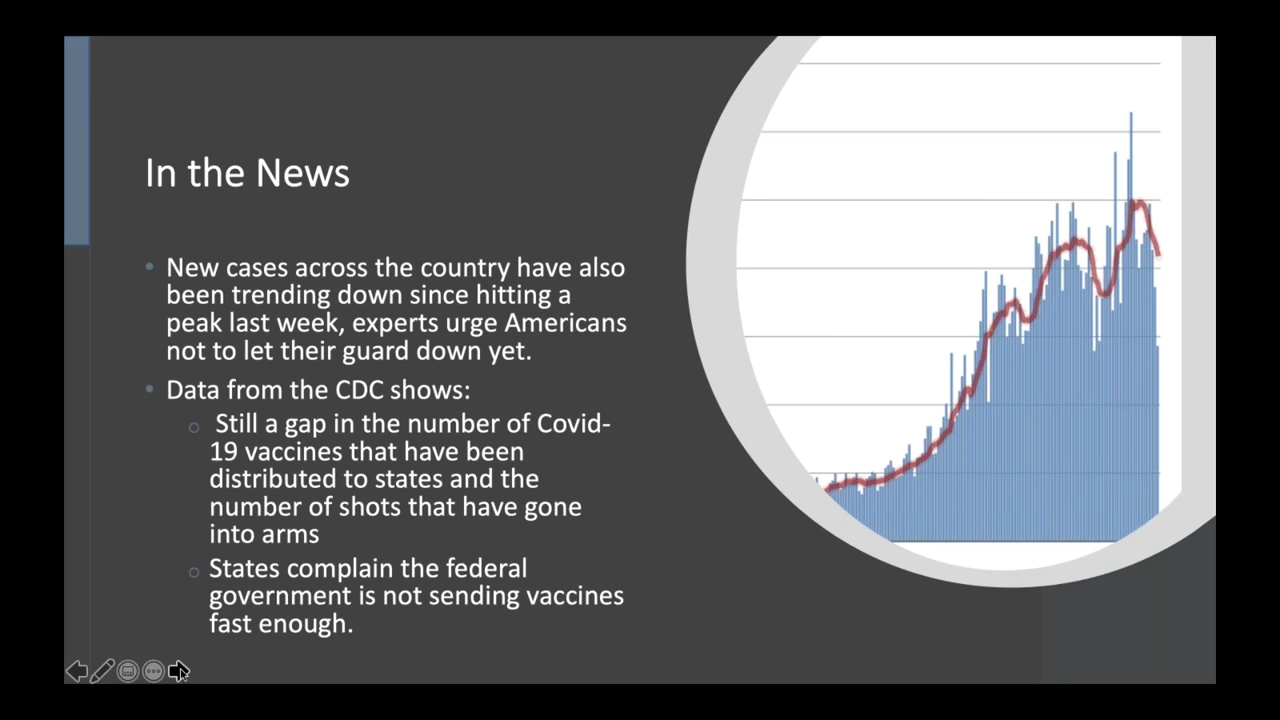 In the News
• New cases across the country have also
been trending down since hitting a
peak last week, experts urge Americans
not to let their guard down yet.
• Data from the CDC shows:
o Still a gap in the number of Covid-
19 vaccines that have been
distributed to states and the
number of shots that have gone
into arms
o States complain the federal
government is not sending vaccines
fast enough.